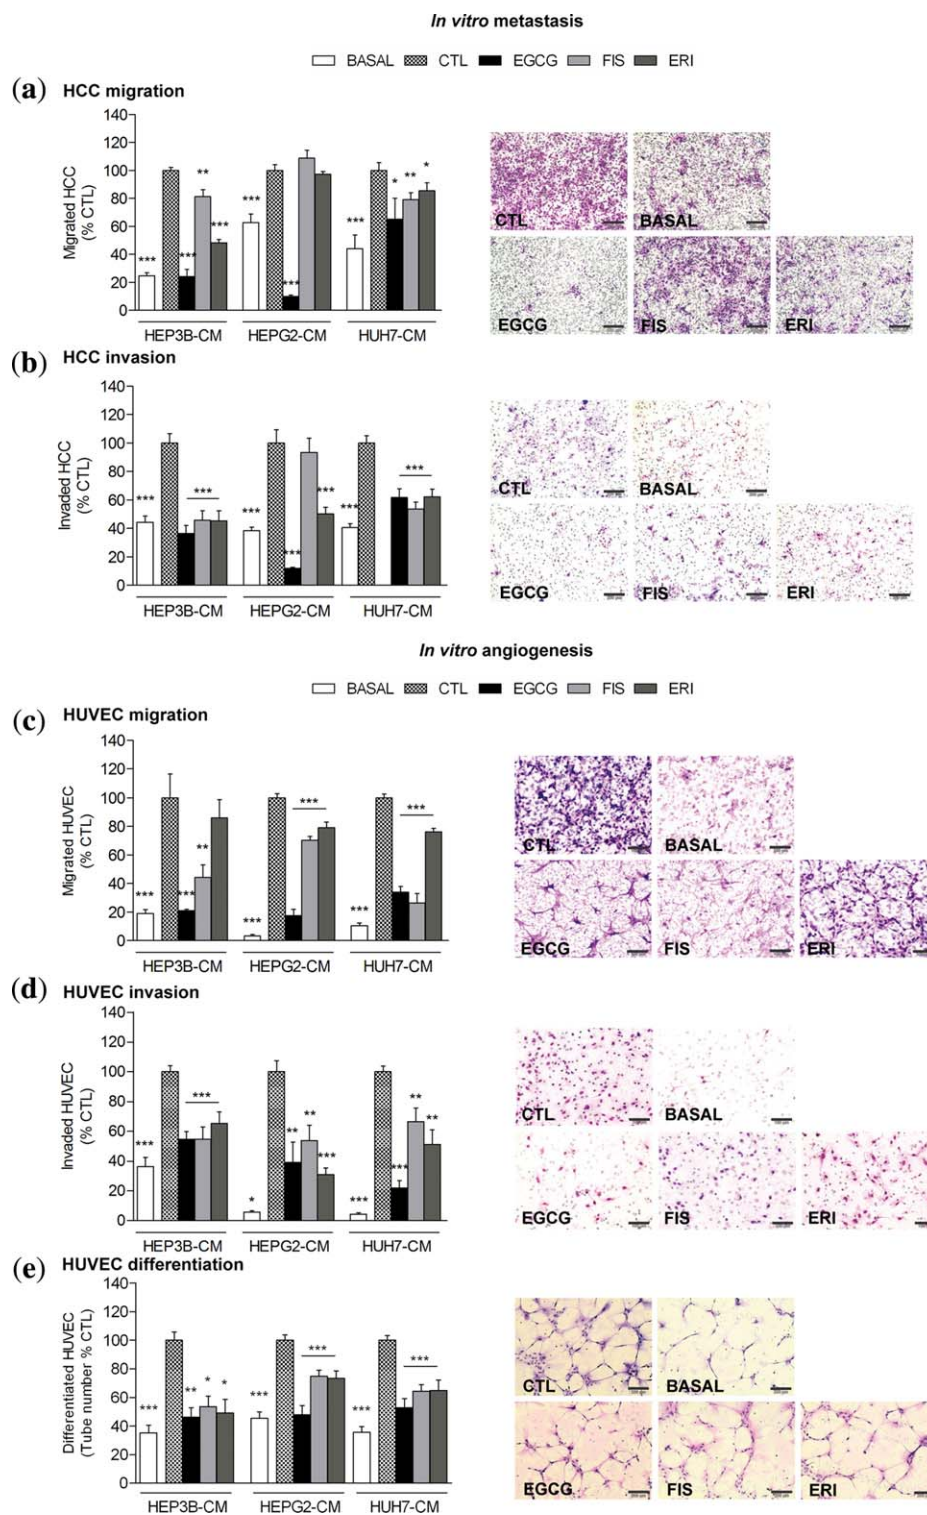 In vitro metastasis
BASAL CTL EGCG FIS ERI
(a) HCC migration
Migrated HCC
(% CTL)
140
120
100
80
60
40
20
0
*** *** ** *** *** *** *** * ** *
HEP3B-CM HEPG2-CM HUH7-CM
CTL BASAL
EGCG FIS ERI
(b) HCC invasion
Invaded HCC
(% CTL)
140
120
100
80
60
40
20
0
*** *** *** *** *** *** ***
HEP3B-CM HEPG2-CM HUH7-CM
CTL BASAL
EGCG FIS ERI
In vitro angiogenesis
BASAL CTL EGCG FIS ERI
(c) HUVEC migration
Migrated HUVEC
(% CTL)
140
120
100
80
60
40
20
0
*** *** ** *** *** *** ***
HEP3B-CM HEPG2-CM HUH7-CM
CTL BASAL
EGCG FIS ERI
(d) HUVEC invasion
Invaded HUVEC
(% CTL)
140
120
100
80
60
40
20
0
*** *** * ** ** *** *** *** ** **
HEP3B-CM HEPG2-CM HUH7-CM
CTL BASAL
EGCG FIS ERI
(e) HUVEC differentiation
Differentiated HUVEC
(Tube number % CTL)
140
120
100
80
60
40
20
0
*** ** * * *** *** *** ***
HEP3B-CM HEPG2-CM HUH7-CM
CTL BASAL
EGCG FIS ERI